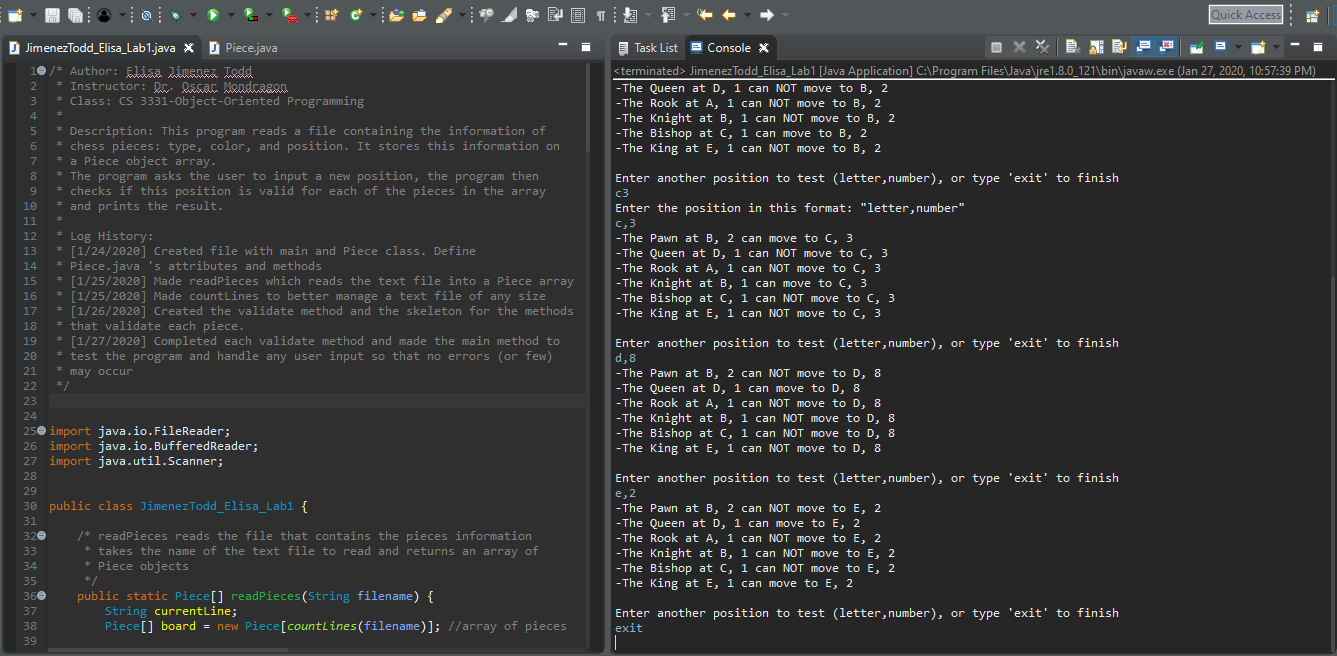 Quick Access
JimenezTodd_Elisa_Lab1.java
Piece.java
1 /* Author: Elisa Jimenez Todd
2 * Instructor: Dr. Oscar Mondragon
3 * Class: CS 3331-Object-Oriented Programming
4 *
5 * Description: This program reads a file containing the information of
6 * chess pieces: type, color, and position. It stores this information on
7 * a Piece object array.
8 * The program asks the user to input a new position, the program then
9 * checks if this position is valid for each of the pieces in the array
10 * and prints the result.
11 *
12 * Log History:
13 * [1/24/2020] Created file with main and Piece class. Define
14 * Piece.java 's attributes and methods
15 * [1/25/2020] Made readPieces which reads the text file into a Piece array
16 * [1/25/2020] Made countLines to better manage a text file of any size
17 * [1/26/2020] Created the validate method and the skeleton for the methods
18 * that validate each piece.
19 * [1/27/2020] Completed each validate method and made the main method to
20 * test the program and handle any user input so that no errors (or few)
21 * may occur
22 */
23
24
25 import java.io.FileReader;
26 import java.io.BufferedReader;
27 import java.util.Scanner;
28
29
30 public class JimenezTodd_Elisa_Lab1 {
31
32 /* readPieces reads the file that contains the pieces information
33 * takes the name of the text file to read and returns an array of
34 * Piece objects
35 */
36 public static Piece[] readPieces(String filename) {
37 String currentLine;
38 Piece[] board = new Piece[countLines(filename)]; //array of pieces
39
Task List
Console
<terminated> JimenezTodd_Elisa_Lab1 [Java Application] C:\Program Files\Java\jre1.8.0_121\bin\javaw.exe (Jan 27, 2020, 10:57:39 PM)
-The Queen at D, 1 can NOT move to B, 2
-The Rook at A, 1 can NOT move to B, 2
-The Knight at B, 1 can NOT move to B, 2
-The Bishop at C, 1 can move to B, 2
-The King at E, 1 can NOT move to B, 2
Enter another position to test (letter,number), or type 'exit' to finish
c3
Enter the position in this format: "letter,number"
c,3
-The Pawn at B, 2 can move to C, 3
-The Queen at D, 1 can NOT move to C, 3
-The Rook at A, 1 can NOT move to C, 3
-The Knight at B, 1 can move to C, 3
-The Bishop at C, 1 can NOT move to C, 3
-The King at E, 1 can NOT move to C, 3
Enter another position to test (letter,number), or type 'exit' to finish
d,8
-The Pawn at B, 2 can NOT move to D, 8
-The Queen at D, 1 can move to D, 8
-The Rook at A, 1 can NOT move to D, 8
-The Knight at B, 1 can NOT move to D, 8
-The Bishop at C, 1 can NOT move to D, 8
-The King at E, 1 can NOT move to D, 8
Enter another position to test (letter,number), or type 'exit' to finish
e,2
-The Pawn at B, 2 can NOT move to E, 2
-The Queen at D, 1 can move to E, 2
-The Rook at A, 1 can NOT move to E, 2
-The Knight at B, 1 can NOT move to E, 2
-The Bishop at C, 1 can NOT move to E, 2
-The King at E, 1 can move to E, 2
Enter another position to test (letter,number), or type 'exit' to finish
exit